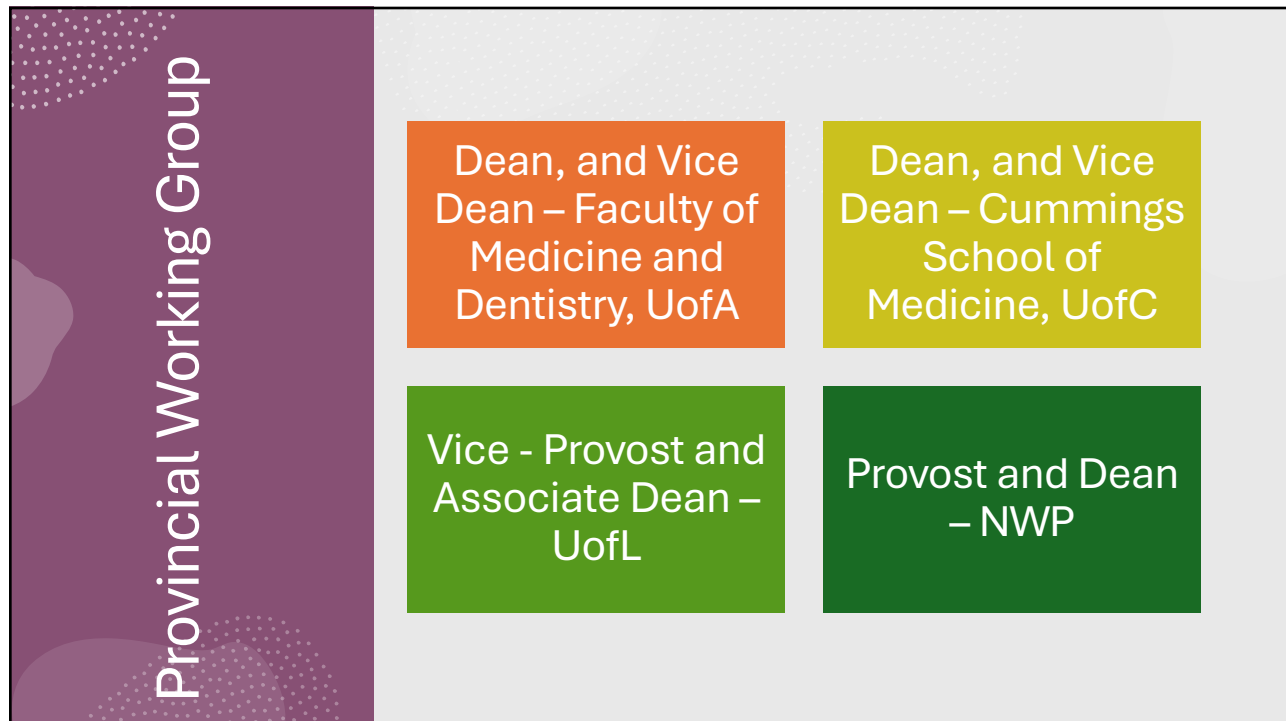 Provincial Working Group
Dean, and Vice
Dean – Faculty of
Medicine and
Dentistry, UofA
Dean, and Vice
Dean – Cummings
School of
Medicine, UofC
Vice - Provost and
Associate Dean –
UofL
Provost and Dean
– NWP